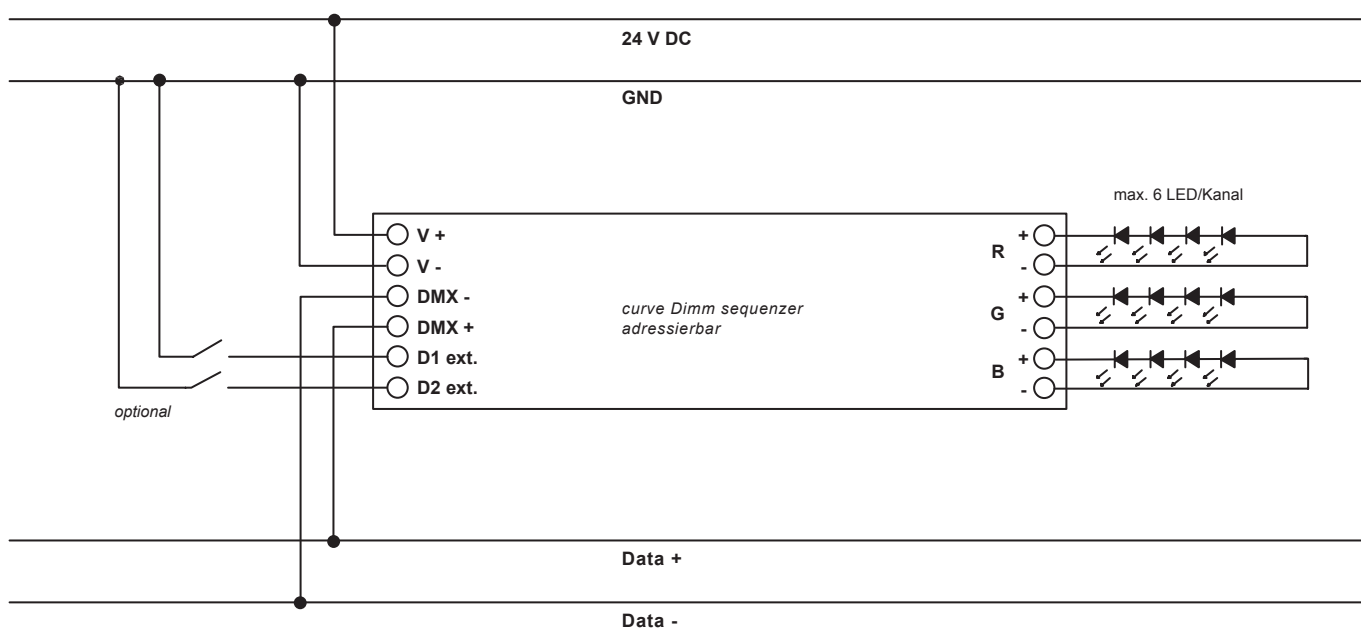 24 V DC
GND
max. 6 LED/Kanal
V +
V -
DMX -
DMX +
D1 ext.
D2 ext.
curve Dimm sequenzer
adressierbar
R
+
-
G
+
-
B
+
-
optional
Data +
Data -